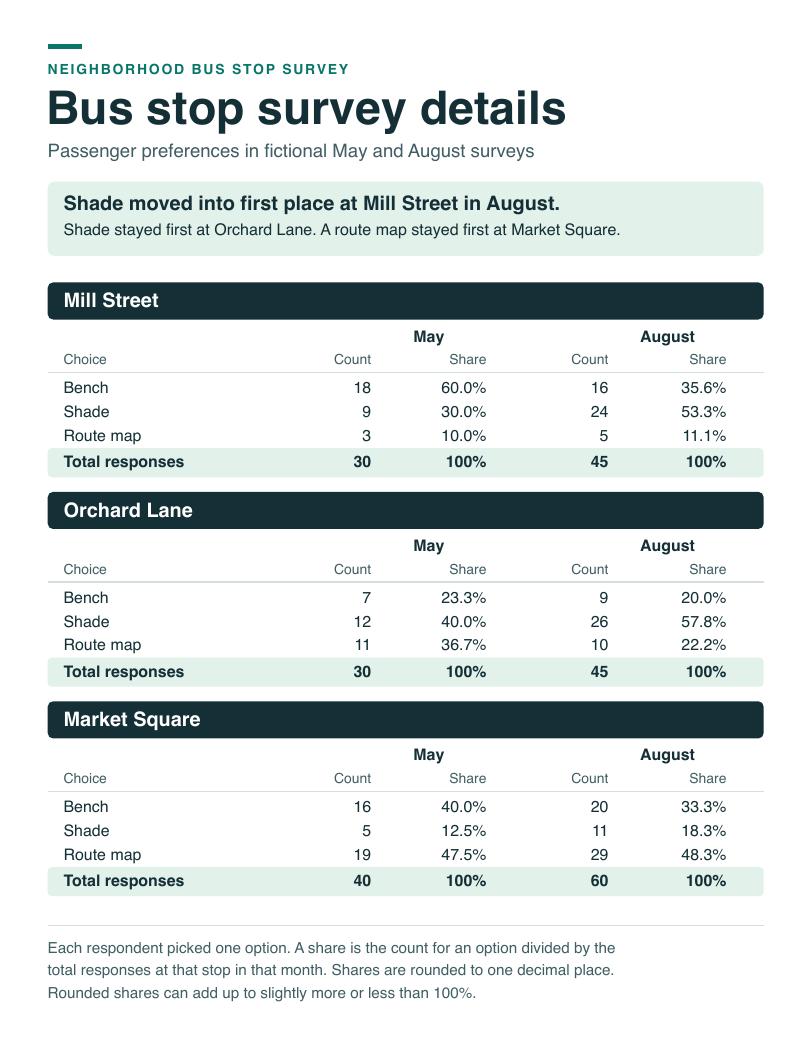 NEIGHBORHOOD BUS STOP SURVEY
Bus stop survey details
Passenger preferences in fictional May and August surveys
Shade moved into first place at Mill Street in August.
Shade stayed first at Orchard Lane. A route map stayed first at Market Square.
Mill Street
May August
Choice Count Share Count Share
Bench 18 60.0% 16 35.6%
Shade 9 30.0% 24 53.3%
Route map 3 10.0% 5 11.1%
Total responses 30 100% 45 100%
Orchard Lane
May August
Choice Count Share Count Share
Bench 7 23.3% 9 20.0%
Shade 12 40.0% 26 57.8%
Route map 11 36.7% 10 22.2%
Total responses 30 100% 45 100%
Market Square
May August
Choice Count Share Count Share
Bench 16 40.0% 20 33.3%
Shade 5 12.5% 11 18.3%
Route map 19 47.5% 29 48.3%
Total responses 40 100% 60 100%
Each respondent picked one option. A share is the count for an option divided by the
total responses at that stop in that month. Shares are rounded to one decimal place.
Rounded shares can add up to slightly more or less than 100%.